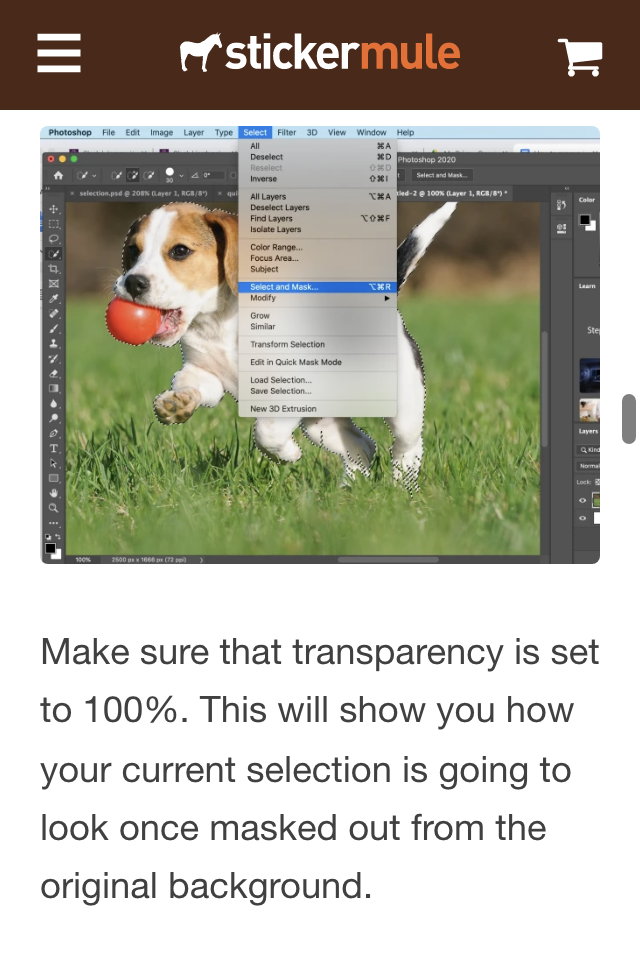 stickermule
Photoshop File Edit Image Layer Type Select Filter 3D View Window Help
Photoshop 2020
Select and Mask...
selection.psd @ 208% (Layer 1, RGB/8*)
@ 100% (Layer 1, RGB/8*) *
All ⌘A
Deselect ⌘D
Reselect ⇧⌘D
Inverse ⇧⌘I
All Layers ⌥⌘A
Deselect Layers
Find Layers ⌥⇧⌘F
Isolate Layers
Color Range...
Focus Area...
Subject
Select and Mask... ⌥⌘R
Modify
Grow
Similar
Transform Selection
Edit in Quick Mask Mode
Load Selection...
Save Selection...
New 3D Extrusion
Color
Learn
Layers
Lock:
100% 2500 px x 1666 px (72 ppi)
Make sure that transparency is set
to 100%. This will show you how
your current selection is going to
look once masked out from the
original background.